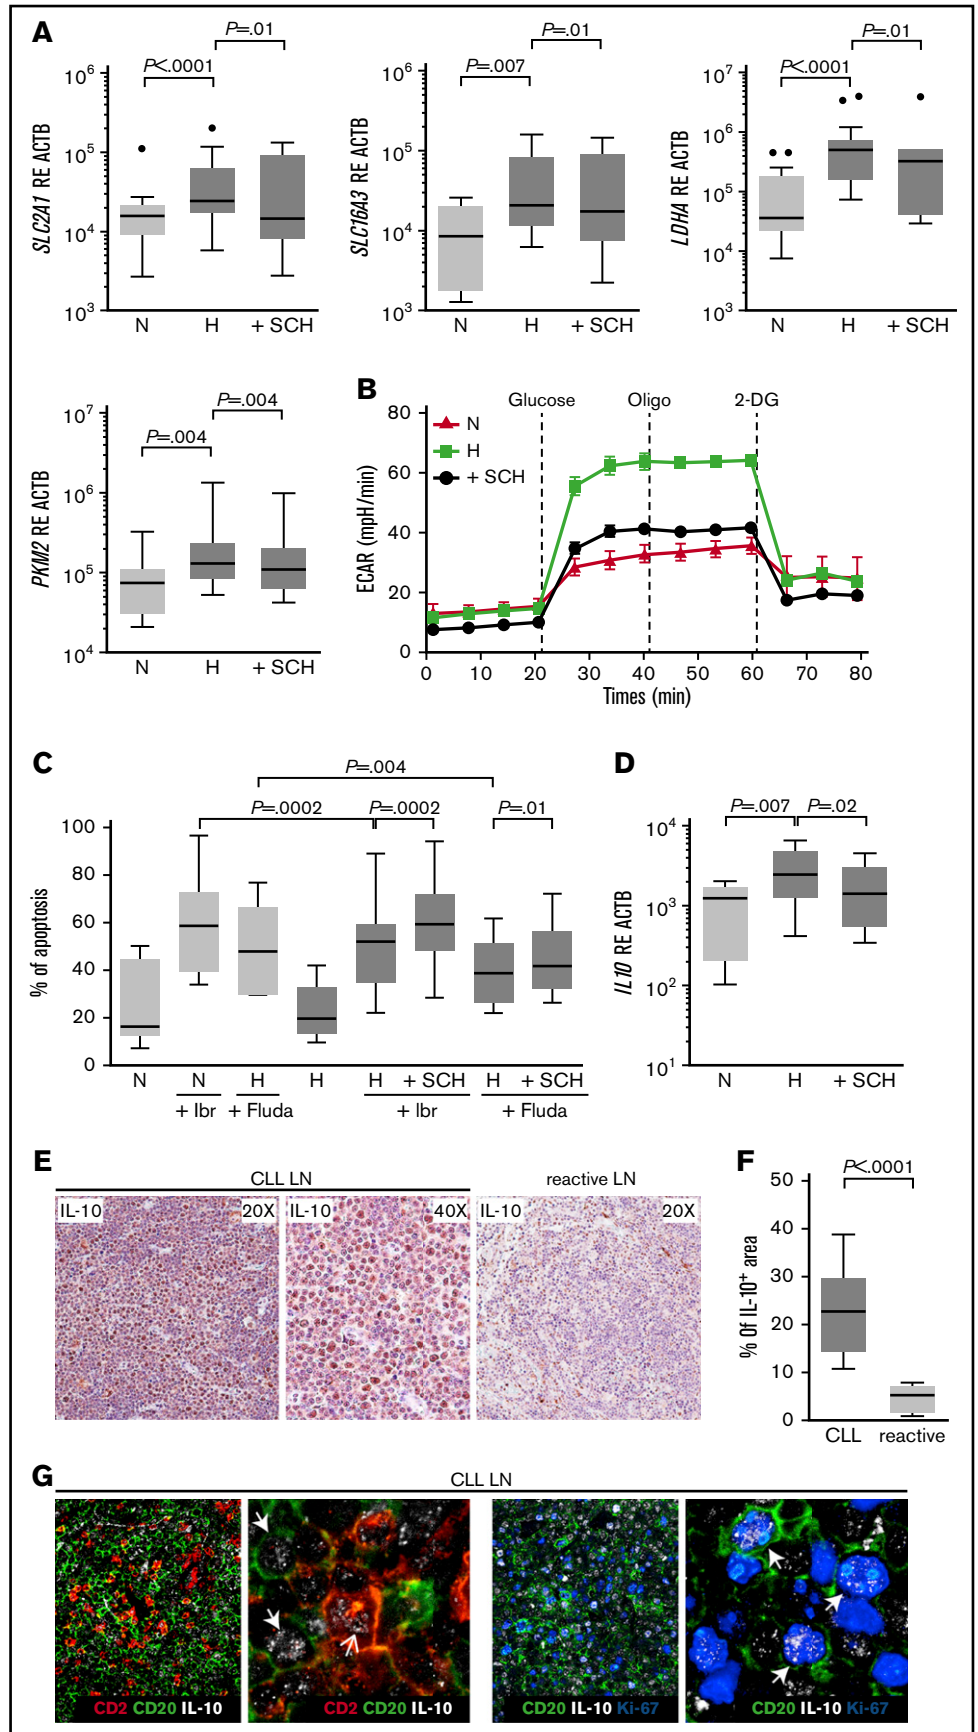 A
P<.0001
P=.01
SLC2A1 RE ACTB
10^6
10^5
10^4
10^3
N
H
+ SCH
P=.007
P=.01
SLC16A3 RE ACTB
10^6
10^5
10^4
10^3
N
H
+ SCH
P<.0001
P=.01
LDHA RE ACTB
10^7
10^6
10^5
10^4
10^3
N
H
+ SCH
P=.004
P=.004
PKM2 RE ACTB
10^7
10^6
10^5
10^4
N
H
+ SCH
B
Glucose
Oligo
2-DG
N
H
+ SCH
ECAR (mpH/min)
80
60
40
20
0
0 10 20 30 40 50 60 70 80
Times (min)
C
P=.004
P=.0002
P=.0002
P=.01
% of apoptosis
100
80
60
40
20
0
N N H H H + SCH H + SCH
+ Ibr + Fluda + Ibr + Fluda
D
P=.007
P=.02
IL10 RE ACTB
10^4
10^3
10^2
10^1
N
H
+ SCH
E
CLL LN
reactive LN
IL-10 20X
IL-10 40X
IL-10 20X
F
P<.0001
% Of IL-10+ area
50
40
30
20
10
0
CLL
reactive
G
CLL LN
CD2 CD20 IL-10
CD2 CD20 IL-10
CD20 IL-10 Ki-67
CD20 IL-10 Ki-67